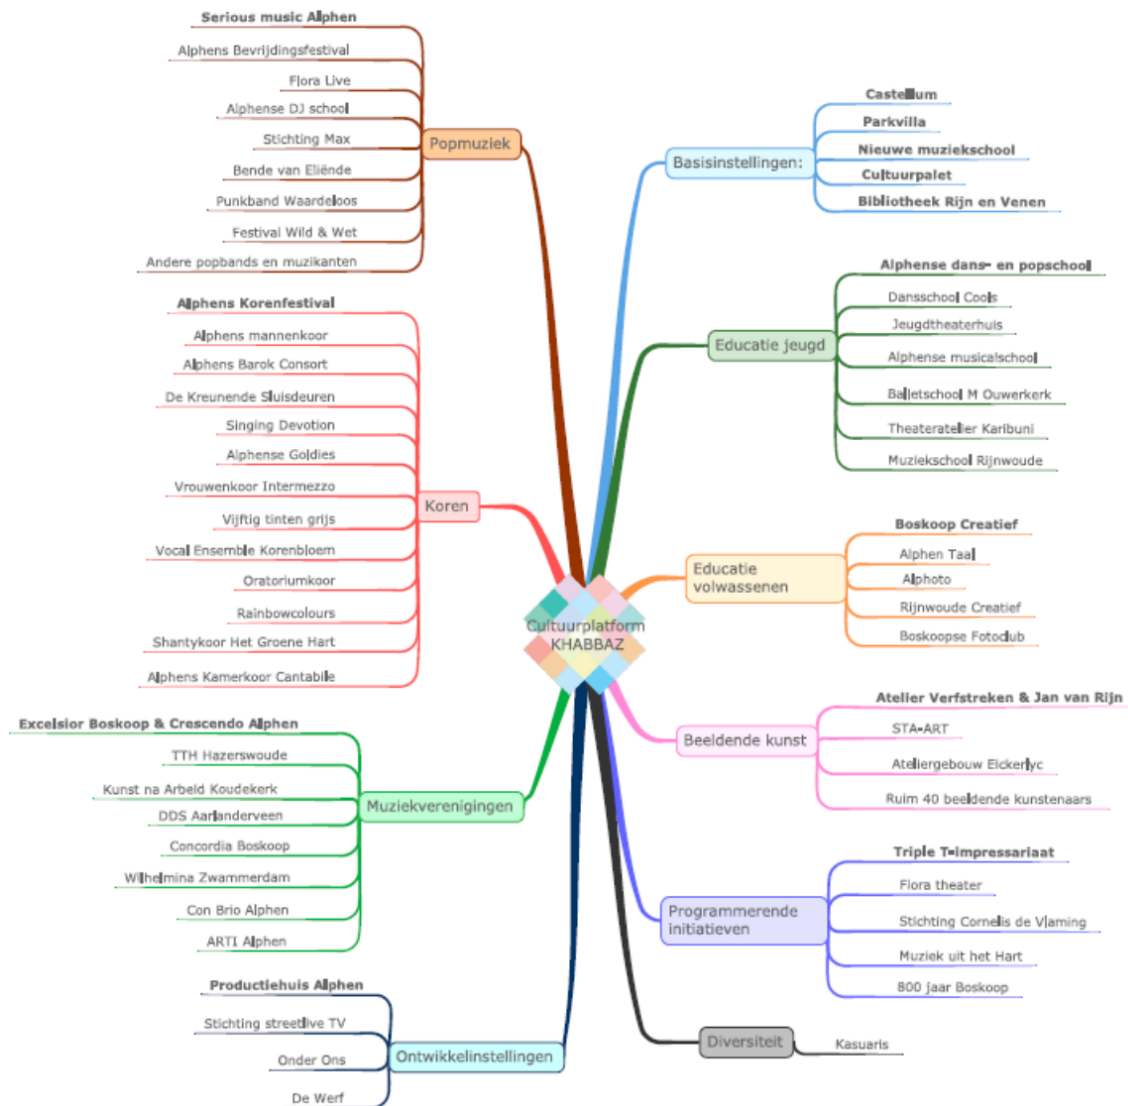 Serious music Alphen
Alphens Bevrijdingsfestival
Flora Live
Alphense DJ school
Stichting Max
Bende van Eliënde
Punkband Waardeloos
Festival Wild & Wet
Andere popbands en muzikanten
Popmuziek
Alphens Korenfestival
Alphens mannenkoor
Alphens Barok Consort
De Kreunende Sluisdeuren
Singing Devotion
Alphense Goldies
Vrouwenkoor Intermezzo
Vijftig tinten grijs
Vocal Ensemble Korenbloem
Oratoriumkoor
Rainbowcolours
Shantykoor Het Groene Hart
Alphens Kamerkoor Cantabile
Koren
Excelsior Boskoop & Crescendo Alphen
TTH Hazerswoude
Kunst na Arbeid Koudekerk
DDS Aarlanderveen
Concordia Boskoop
Wilhelmina Zwammerdam
Con Brio Alphen
ARTI Alphen
Muziekverenigingen
Productiehuis Alphen
Stichting streetlive TV
Onder Ons
De Werf
Ontwikkelinstellingen
Cultuurplatform
KHABBAZ
Basisinstellingen:
Castellum
Parkvilla
Nieuwe muziekschool
Cultuurpalet
Bibliotheek Rijn en Venen
Educatie jeugd
Alphense dans- en popschool
Dansschool Cools
Jeugdtheaterhuis
Alphense musicalschool
Balletschool M Ouwerkerk
Theateratelier Karibuni
Muziekschool Rijnwoude
Educatie
volwassenen
Boskoop Creatief
Alphen Taal
Alphoto
Rijnwoude Creatief
Boskoopse Fotoclub
Beeldende kunst
Atelier Verfstreken & Jan van Rijn
STA-ART
Ateliergebouw Elckerlyc
Ruim 40 beeldende kunstenaars
Programmerende
initiatieven
Triple T-impressariaat
Flora theater
Stichting Cornelis de Vlaming
Muziek uit het Hart
800 jaar Boskoop
Diversiteit
Kasuaris